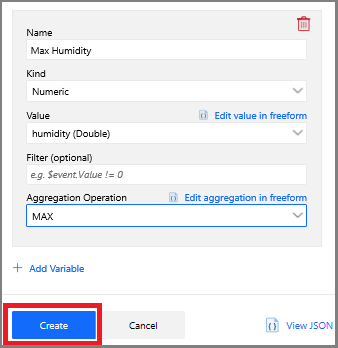 Name
Max Humidity
Kind
Numeric
Value Edit value in freeform
humidity (Double)
Filter (optional)
e.g. $event.Value != 0
Aggregation Operation Edit aggregation in freeform
MAX
+ Add Variable
Create Cancel View JSON